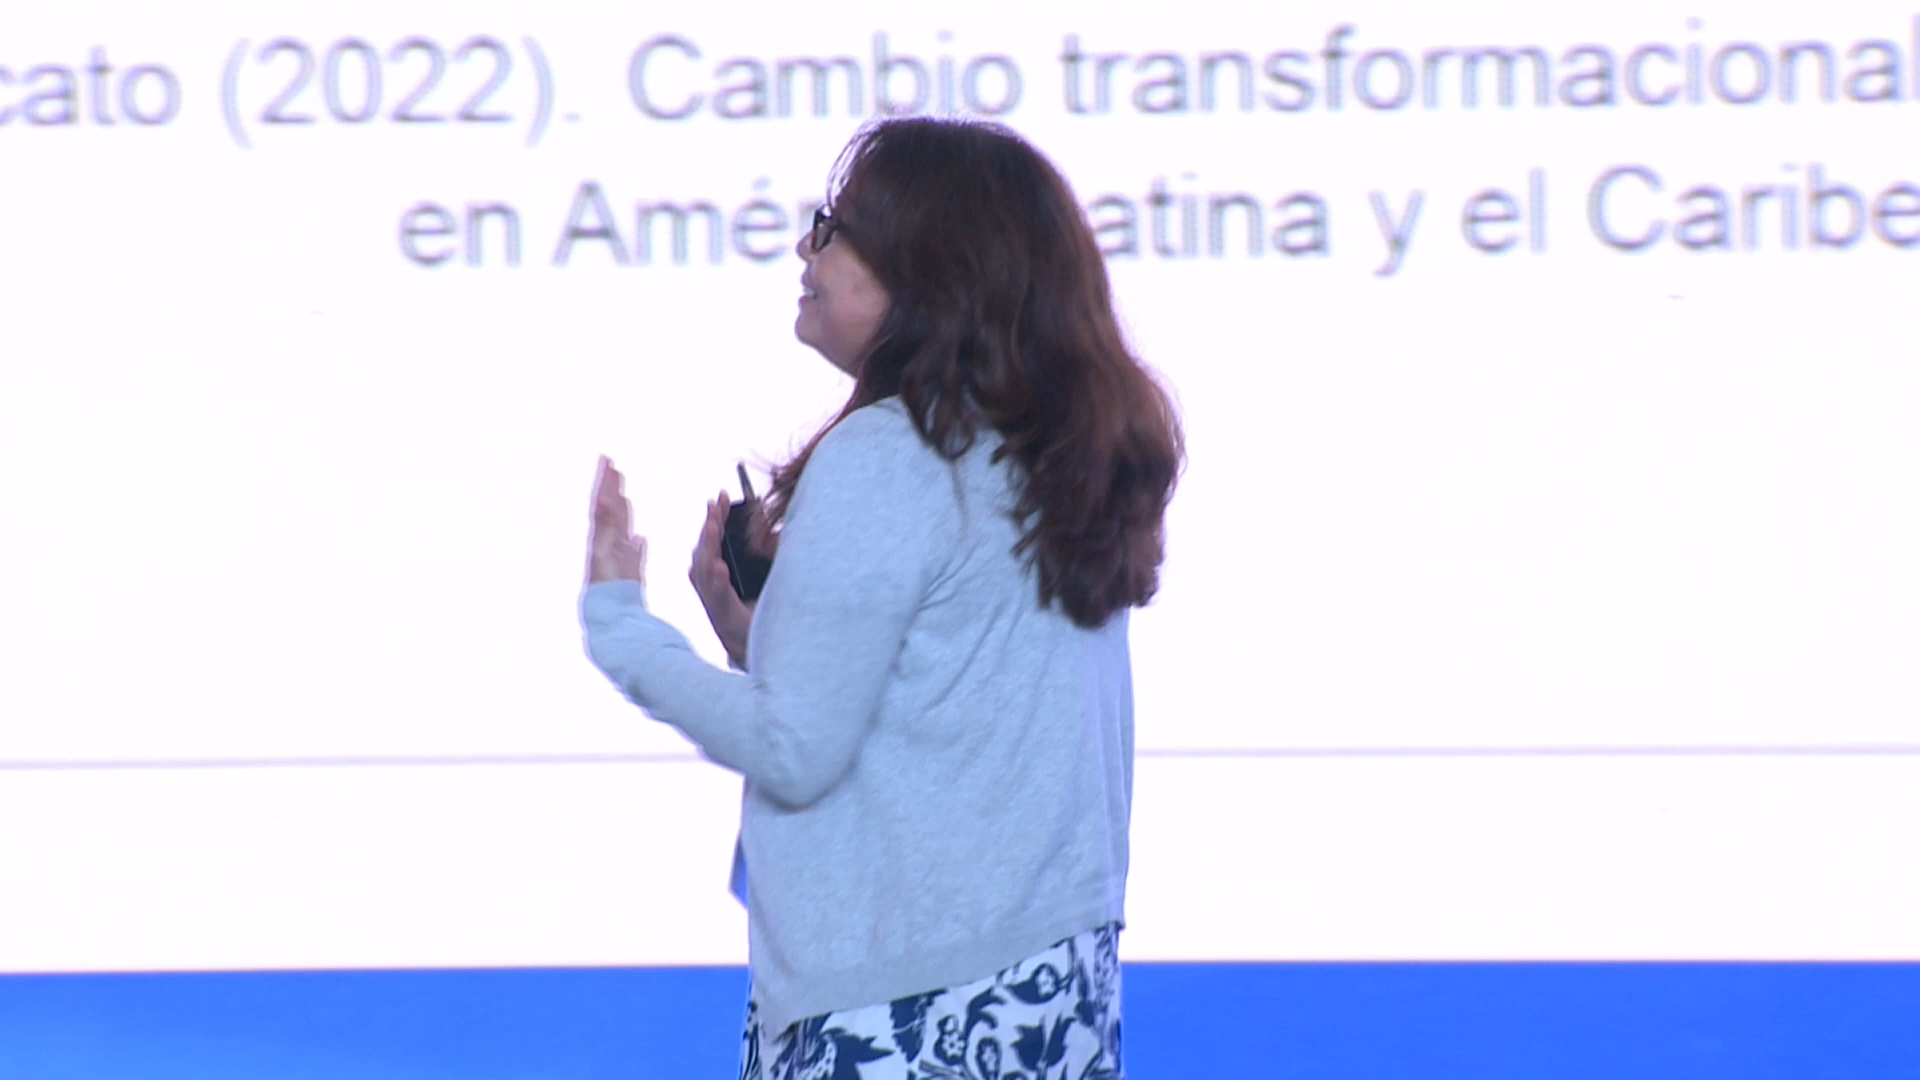 cato (2022). Cambio transformacional
en Amér atina y el Caribe